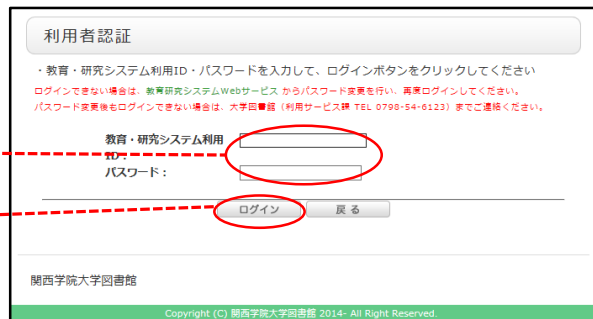 利用者認証
・教育・研究システム利用ID・パスワードを入力して、ログインボタンをクリックしてください
ログインできない場合は、教育研究システムWebサービス からパスワード変更を行い、再度ログインしてください。
パスワード変更後もログインできない場合は、大学図書館（利用サービス課 TEL 0798-54-6123）までご連絡ください。
教育・研究システム利用
ID：
パスワード：
ログイン 戻る
関西学院大学図書館
Copyright (C) 関西学院大学図書館 2014- All Right Reserved.